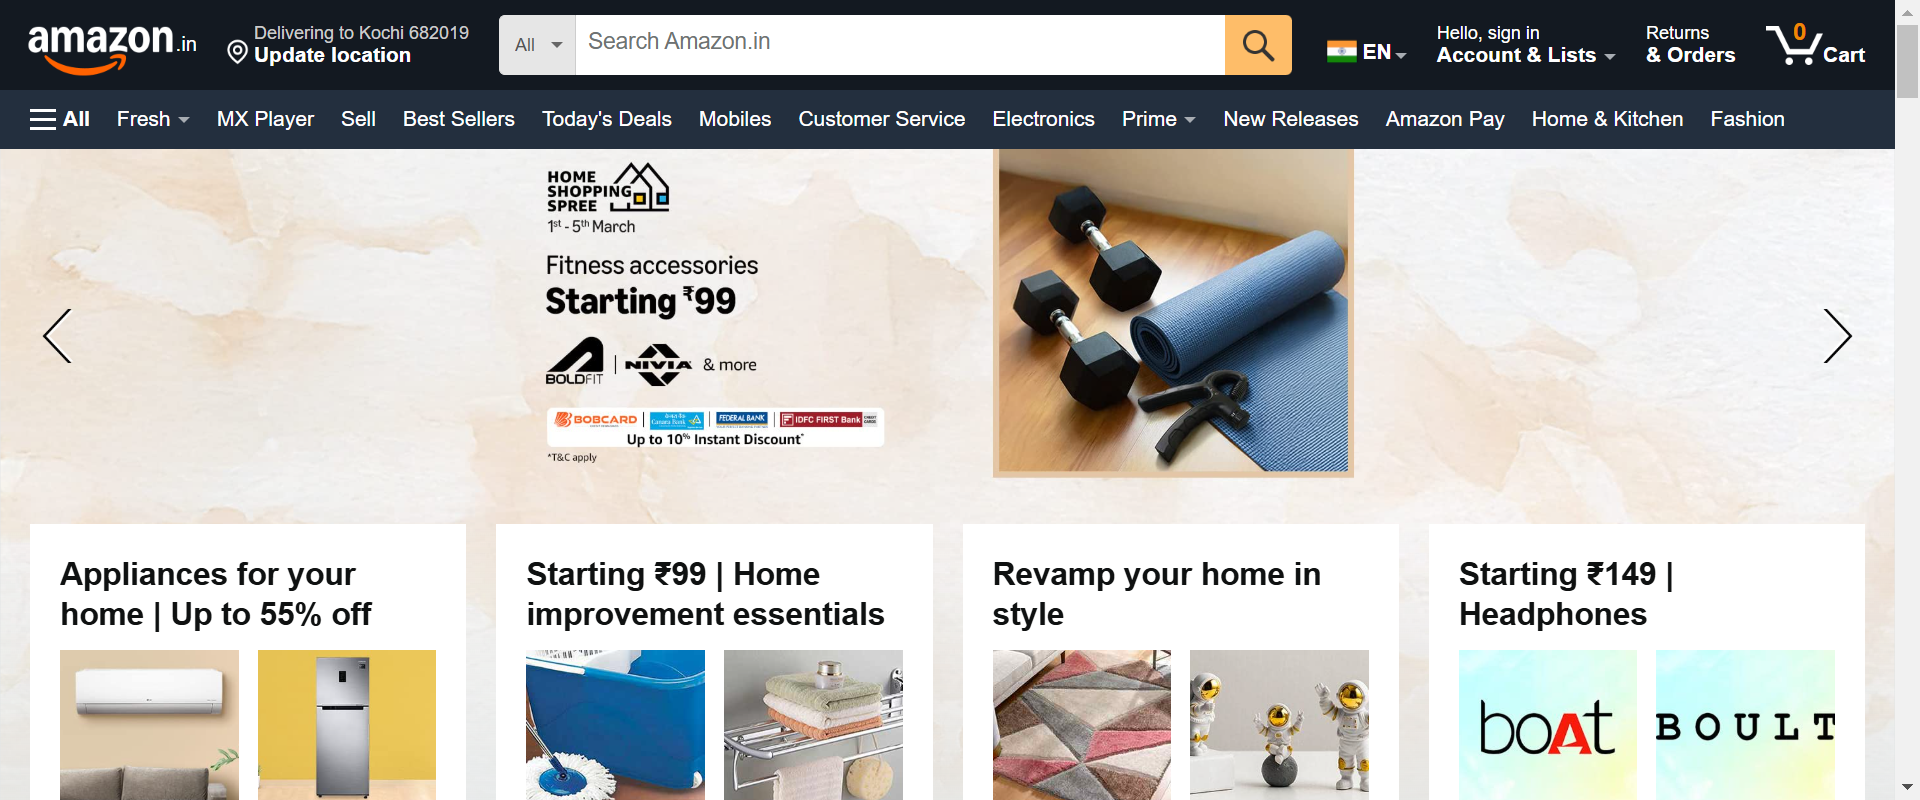 amazon.in
Delivering to Kochi 682019
Update location
All
Search Amazon.in
EN
Hello, sign in
Account & Lists
Returns
& Orders
0
Cart
All
Fresh
MX Player
Sell
Best Sellers
Today's Deals
Mobiles
Customer Service
Electronics
Prime
New Releases
Amazon Pay
Home & Kitchen
Fashion
HOME
SHOPPING
SPREE
1st - 5th March
Fitness accessories
Starting ₹99
BOLDFIT | NIVIA & more
BOBCARD | Canara Bank | FEDERAL BANK | IDFC FIRST Bank CREDIT CARDS
Up to 10% Instant Discount*
*T&C apply
Appliances for your
home | Up to 55% off
Starting ₹99 | Home
improvement essentials
Revamp your home in
style
Starting ₹149 |
Headphones
boAt
BOULT